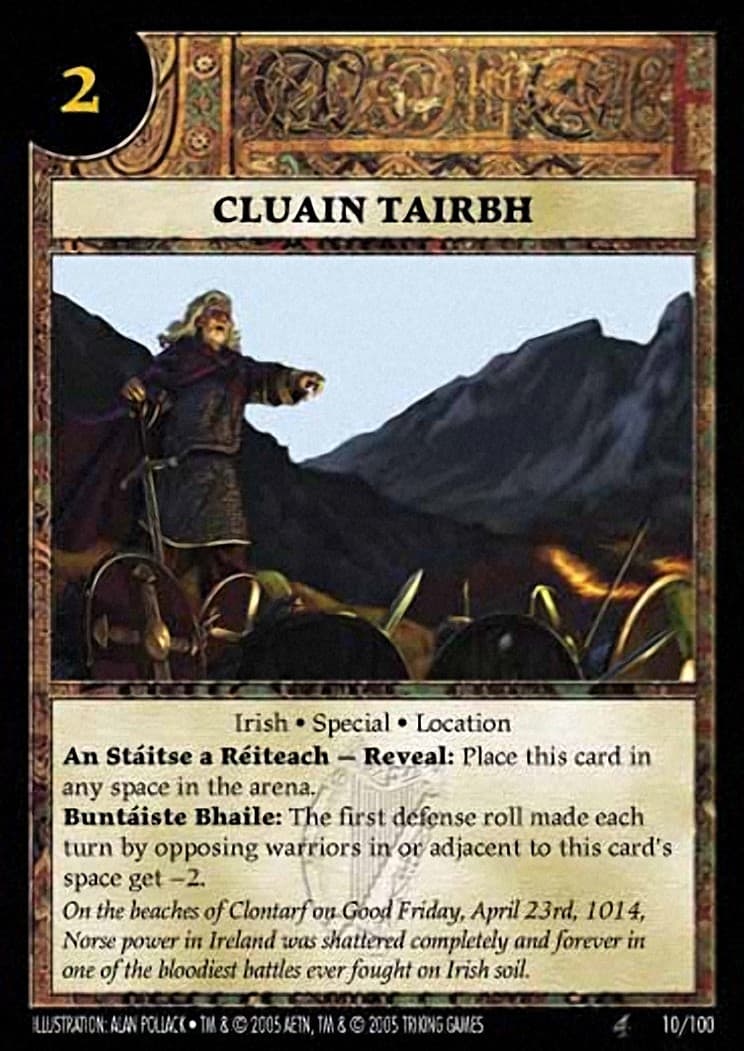 2
CLUAIN TAIRBH
Irish • Special • Location
An Stáitse a Réiteach – Reveal: Place this card in
any space in the arena.
Buntáiste Bhaile: The first defense roll made each
turn by opposing warriors in or adjacent to this card's
space get –2.
On the beaches of Clontarf on Good Friday, April 23rd, 1014,
Norse power in Ireland was shattered completely and forever in
one of the bloodiest battles ever fought on Irish soil.
ILLUSTRATION: ALAN POLLACK • TM & © 2005 AETN, TM & © 2005 TRIKING GAMES 10/100